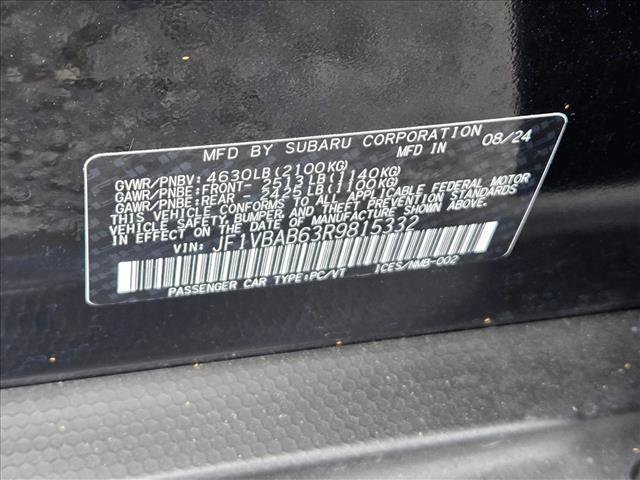 MFD BY SUBARU CORPORATION
MFD IN 08/24
GVWR/PNBV: 4630LB(2100KG)
GAWR/PNBE:FRONT- 2513LB(1140KG)
GAWR/PNBE:REAR - 2425LB(1100KG)
THIS VEHICLE CONFORMS TO ALL APPLICABLE FEDERAL MOTOR
VEHICLE SAFETY, BUMPER, AND THEFT PREVENTION STANDARDS
IN EFFECT ON THE DATE OF MANUFACTURE SHOWN ABOVE.
VIN: JF1VBAB63R9815332
PASSENGER CAR TYPE:PC/VT ICES/NMB-002